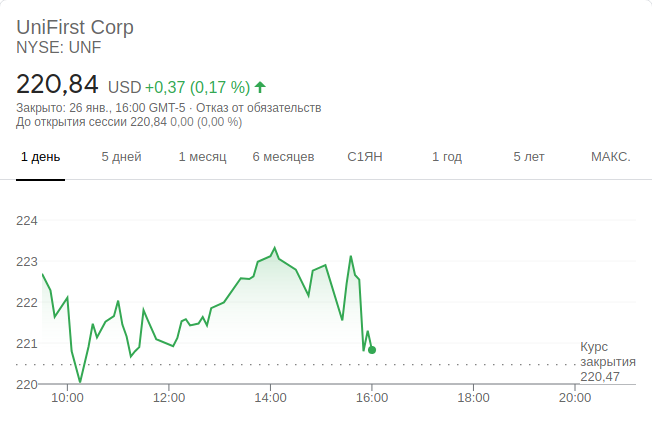 UniFirst Corp
NYSE: UNF
220,84 USD +0,37 (0,17 %)
Закрыто: 26 янв., 16:00 GMT-5 · Отказ от обязательств
До открытия сессии 220,84 0,00 (0,00 %)
1 день 5 дней 1 месяц 6 месяцев С1ЯН 1 год 5 лет МАКС.
224
223
222
221
220
Курс
закрытия
220,47
10:00 12:00 14:00 16:00 18:00 20:00